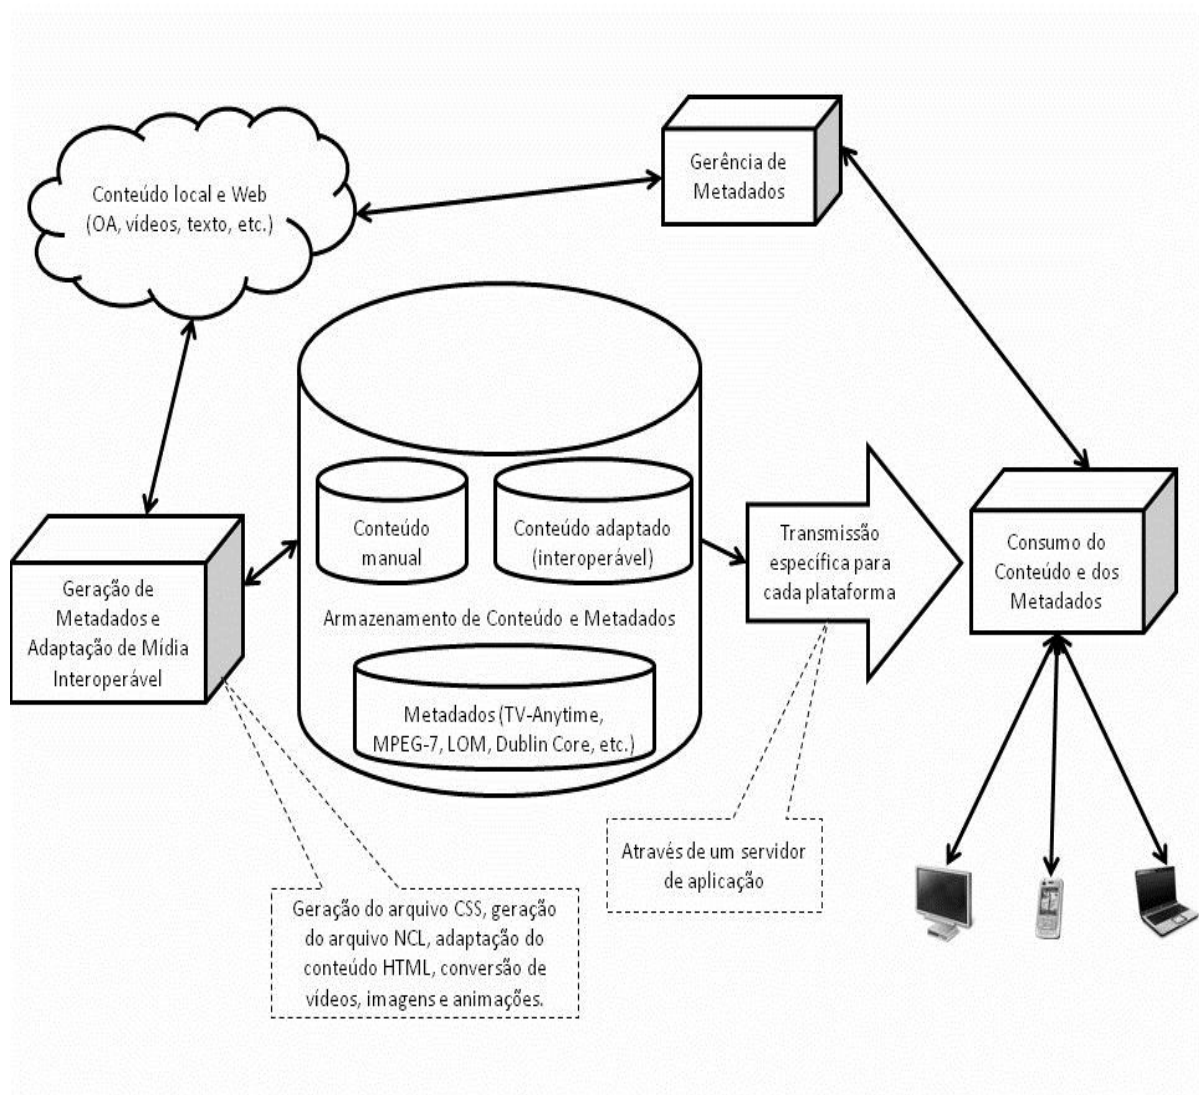 Conteúdo local e Web
(OA, vídeos, texto, etc.)
Gerência de
Metadados
Conteúdo
manual
Conteúdo adaptado
(interoperável)
Armazenamento de Conteúdo e Metadados
Metadados (TV-Anytime,
MPEG-7, LOM, Dublin Core, etc.)
Geração de
Metadados e
Adaptação de Mídia
Interoperável
Transmissão
específica para
cada plataforma
Consumo do
Conteúdo e dos
Metadados
Através de um servidor
de aplicação
Geração do arquivo CSS, geração
do arquivo NCL, adaptação do
conteúdo HTML, conversão de
vídeos, imagens e animações.